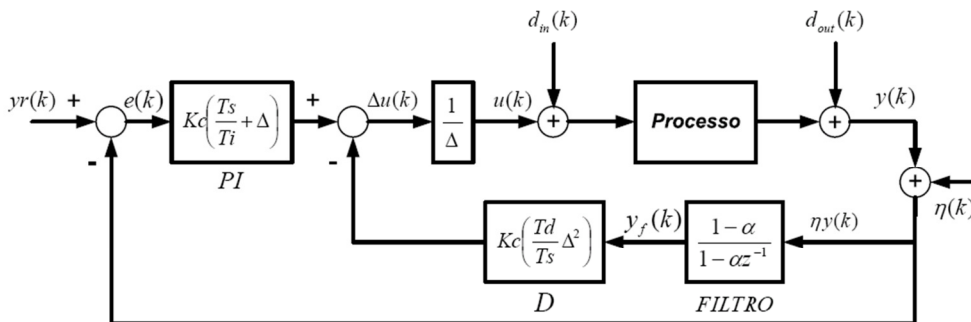 d_in(k)
d_out(k)
yr(k) + e(k) Kc(Ts/Ti + Δ) + Δu(k) 1/Δ u(k) + Processo + y(k)
- PI - +
η(k)
Kc(Td/Ts Δ²) y_f(k) (1-α)/(1-αz⁻¹) ηy(k)
D FILTRO